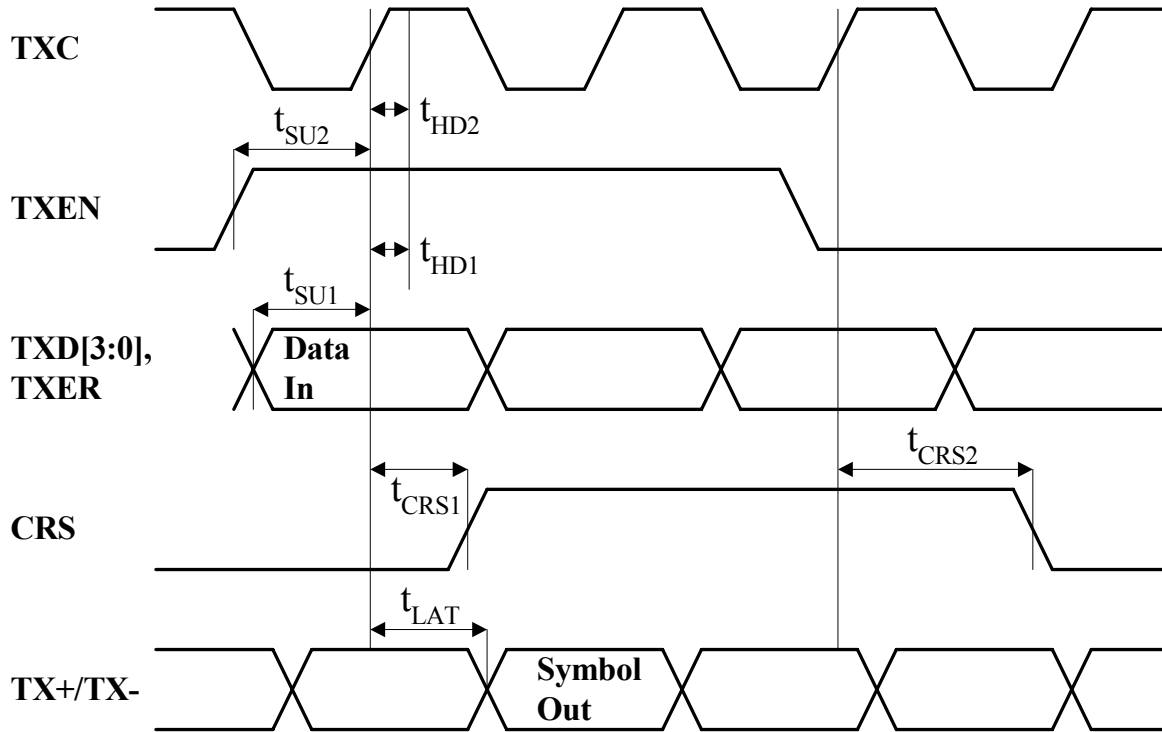 TXC
t_HD2
t_SU2
TXEN
t_HD1
t_SU1
TXD[3:0],
TXER
Data
In
t_CRS2
t_CRS1
CRS
t_LAT
TX+/TX-
Symbol
Out